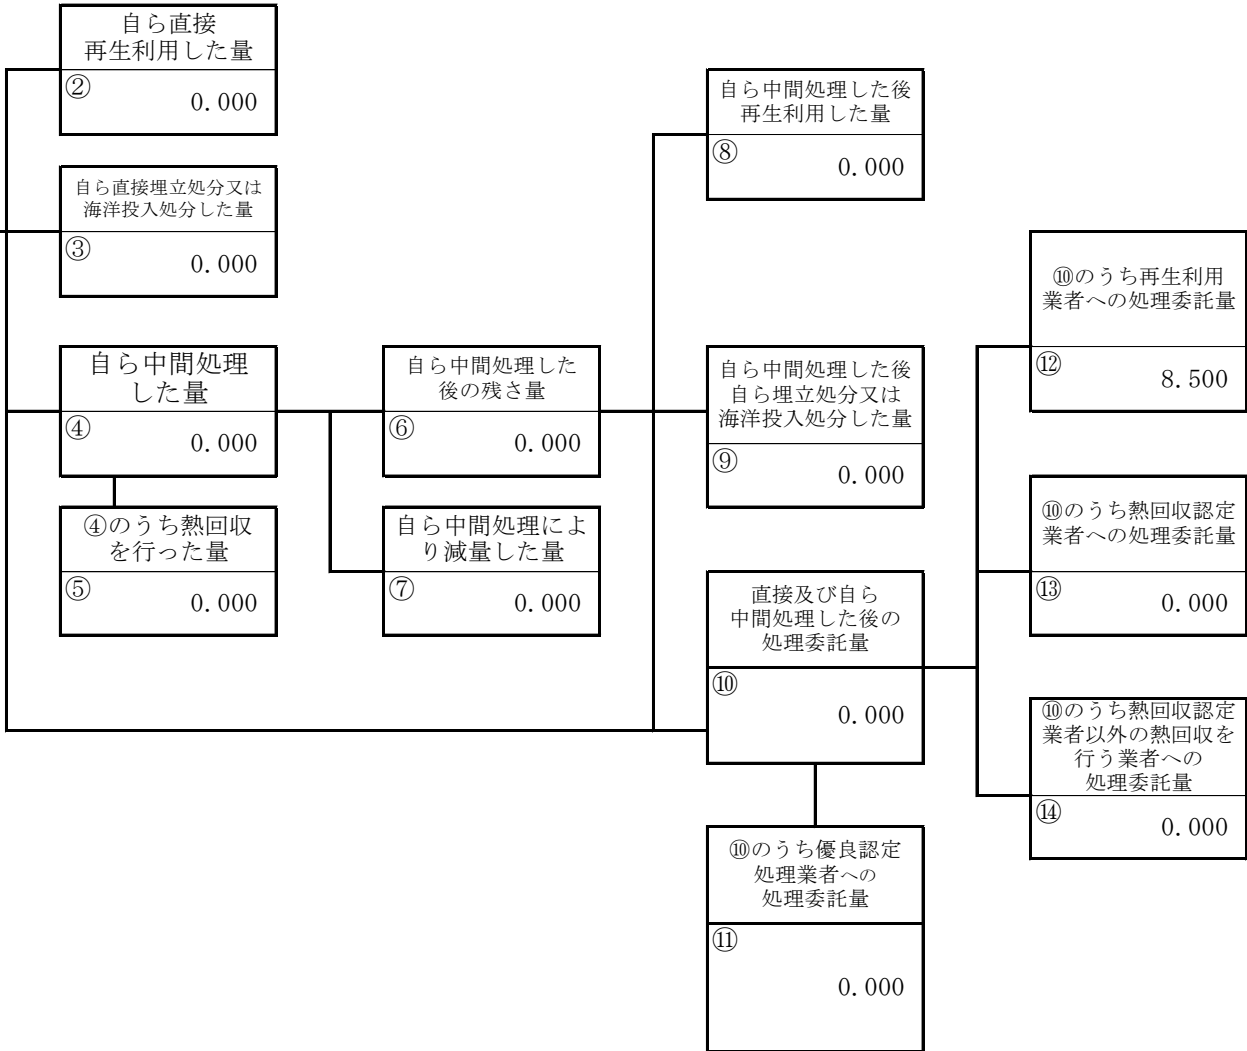 自ら直接
再生利用した量
②
0.000
自ら直接埋立処分又は
海洋投入処分した量
③
0.000
自ら中間処理
した量
④
0.000
④のうち熱回収
を行った量
⑤
0.000
自ら中間処理した
後の残さ量
⑥
0.000
自ら中間処理によ
り減量した量
⑦
0.000
自ら中間処理した後
再生利用した量
⑧
0.000
自ら中間処理した後
自ら埋立処分又は
海洋投入処分した量
⑨
0.000
直接及び自ら
中間処理した後の
処理委託量
⑩
0.000
⑩のうち優良認定
処理業者への
処理委託量
⑪
0.000
⑩のうち再生利用
業者への処理委託量
⑫
8.500
⑩のうち熱回収認定
業者への処理委託量
⑬
0.000
⑩のうち熱回収認定
業者以外の熱回収を
行う業者への
処理委託量
⑭
0.000